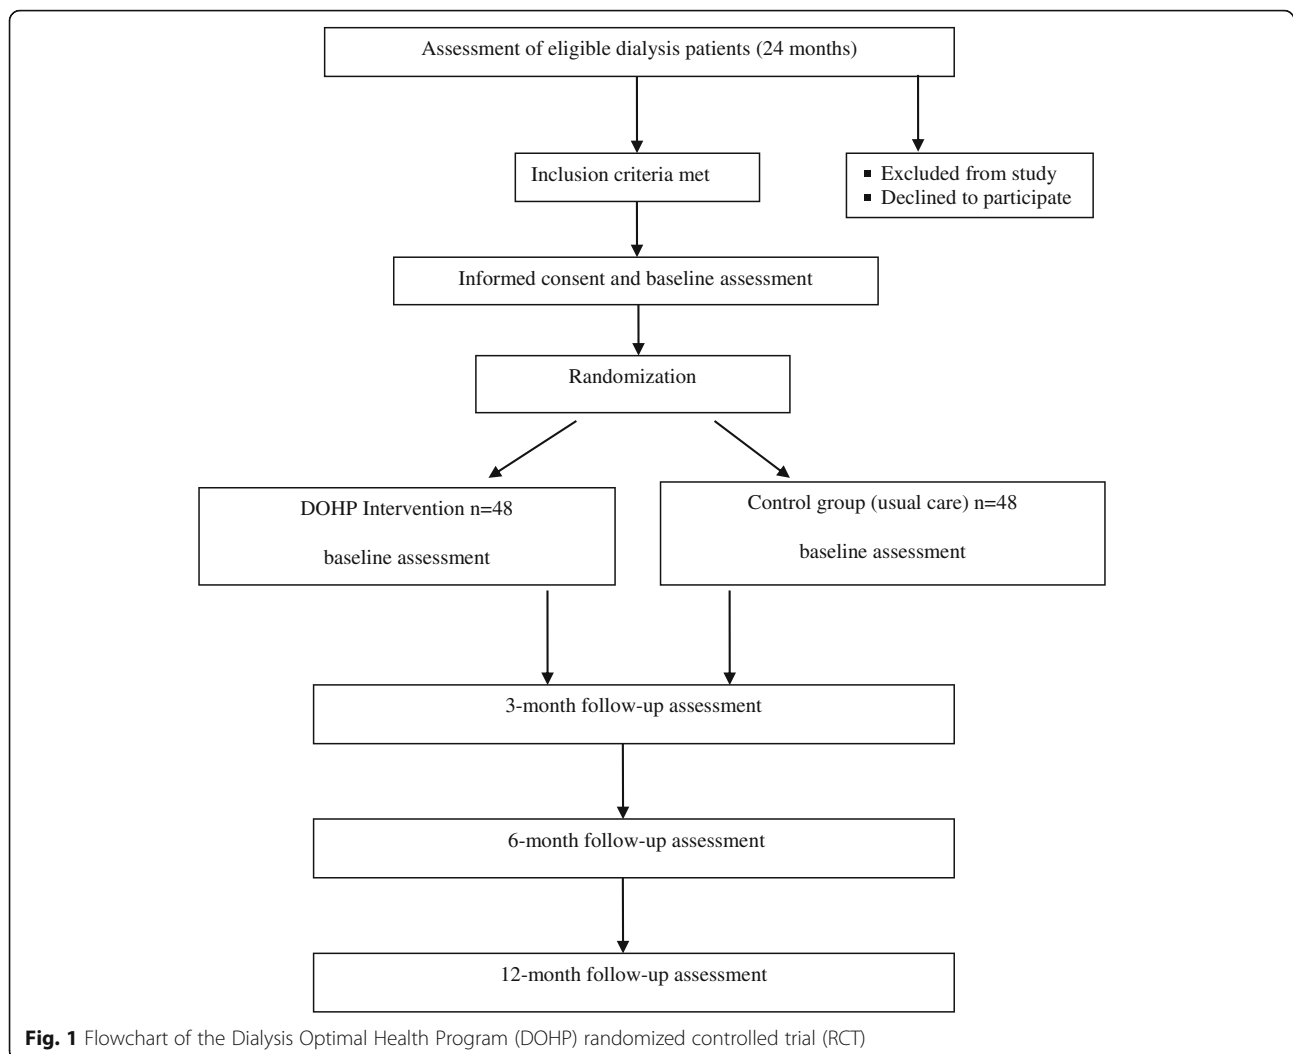 Assessment of eligible dialysis patients (24 months)
Inclusion criteria met
▪ Excluded from study
▪ Declined to participate
Informed consent and baseline assessment
Randomization
DOHP Intervention n=48
baseline assessment
Control group (usual care) n=48
baseline assessment
3-month follow-up assessment
6-month follow-up assessment
12-month follow-up assessment
Fig. 1 Flowchart of the Dialysis Optimal Health Program (DOHP) randomized controlled trial (RCT)